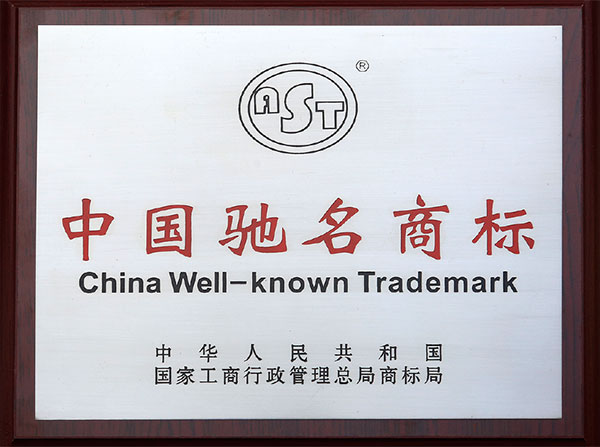 AST ®
中国驰名商标
China Well-known Trademark
中华人民共和国
国家工商行政管理总局商标局